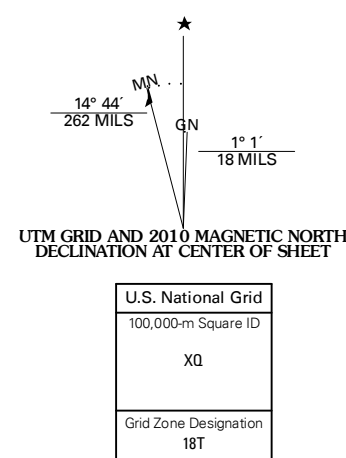 ★
MN
GN
14° 44´
262 MILS
1° 1´
18 MILS
UTM GRID AND 2010 MAGNETIC NORTH
DECLINATION AT CENTER OF SHEET
U.S. National Grid
100,000-m Square ID
XQ
Grid Zone Designation
18T